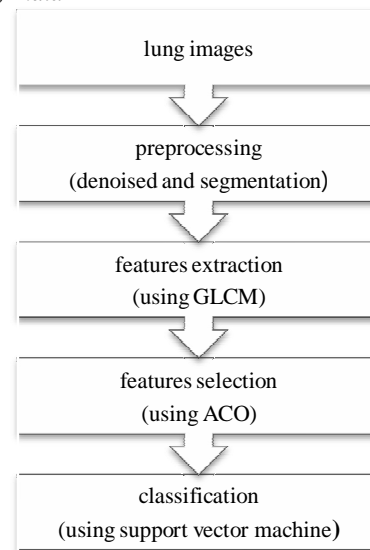 lung images
preprocessing
(denoised and segmentation)
features extraction
(using GLCM)
features selection
(using ACO)
classification
(using support vector machine)